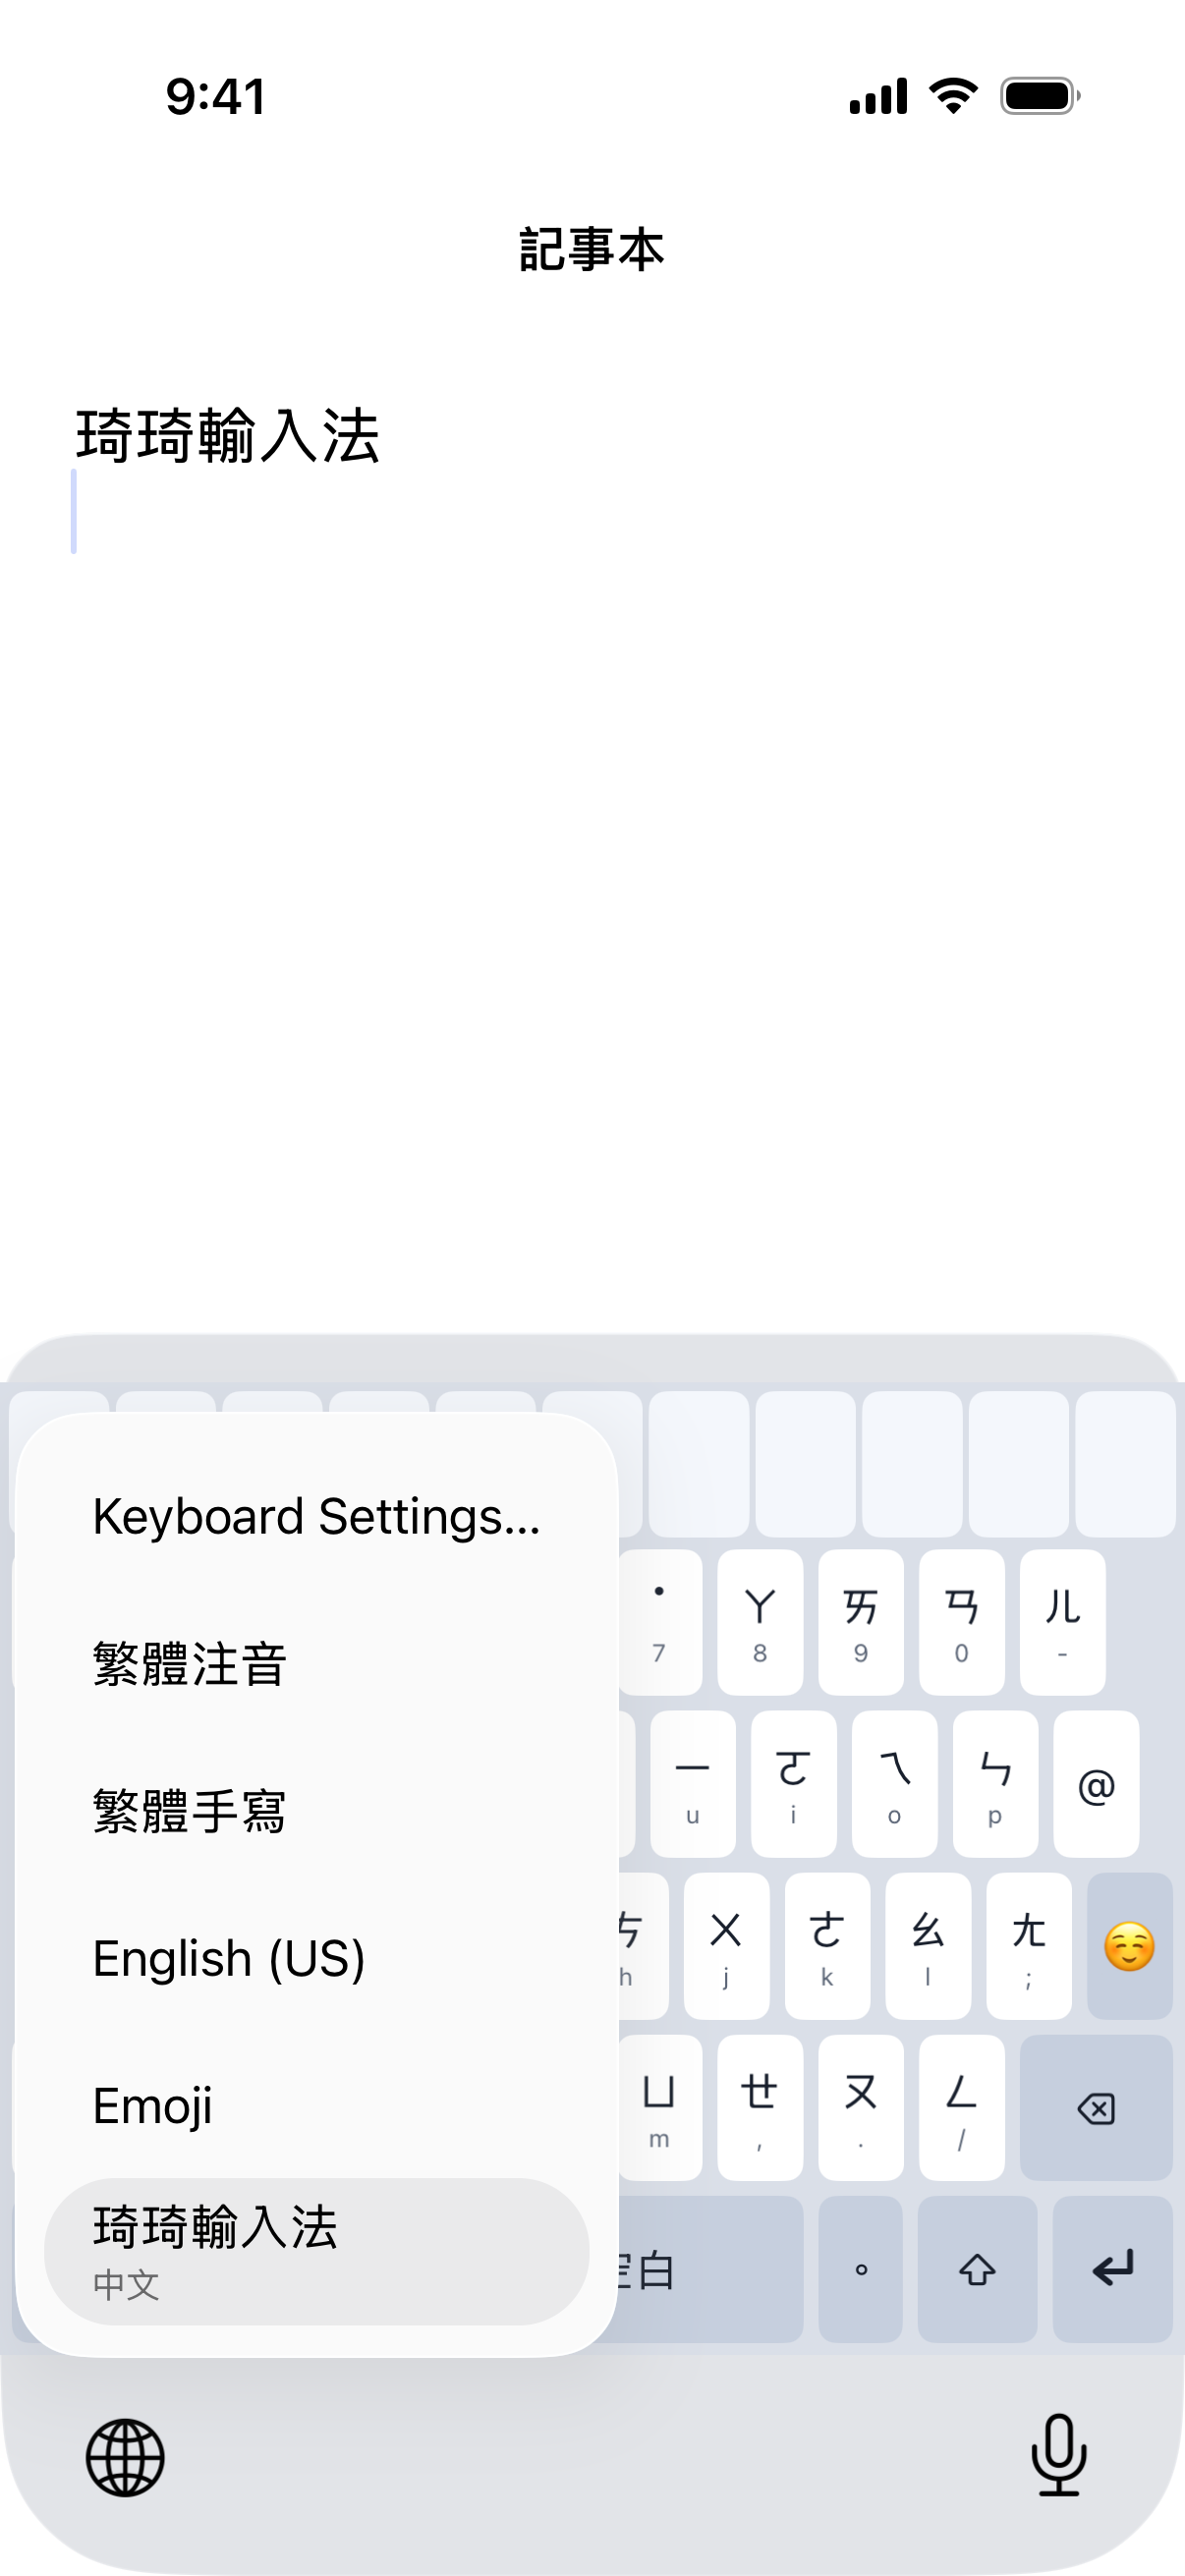 9:41
記事本
琦琦輸入法
Keyboard Settings...
繁體注音
繁體手寫
English (US)
Emoji
琦琦輸入法
中文
˙ ㄚ ㄞ ㄢ ㄦ
7 8 9 0 -
ㄧ ㄛ ㄟ ㄣ @
u i o p
ㄘ ㄨ ㄜ ㄠ ㄤ
h j k l ;
ㄩ ㄝ ㄡ ㄥ
m , . /
空白 。